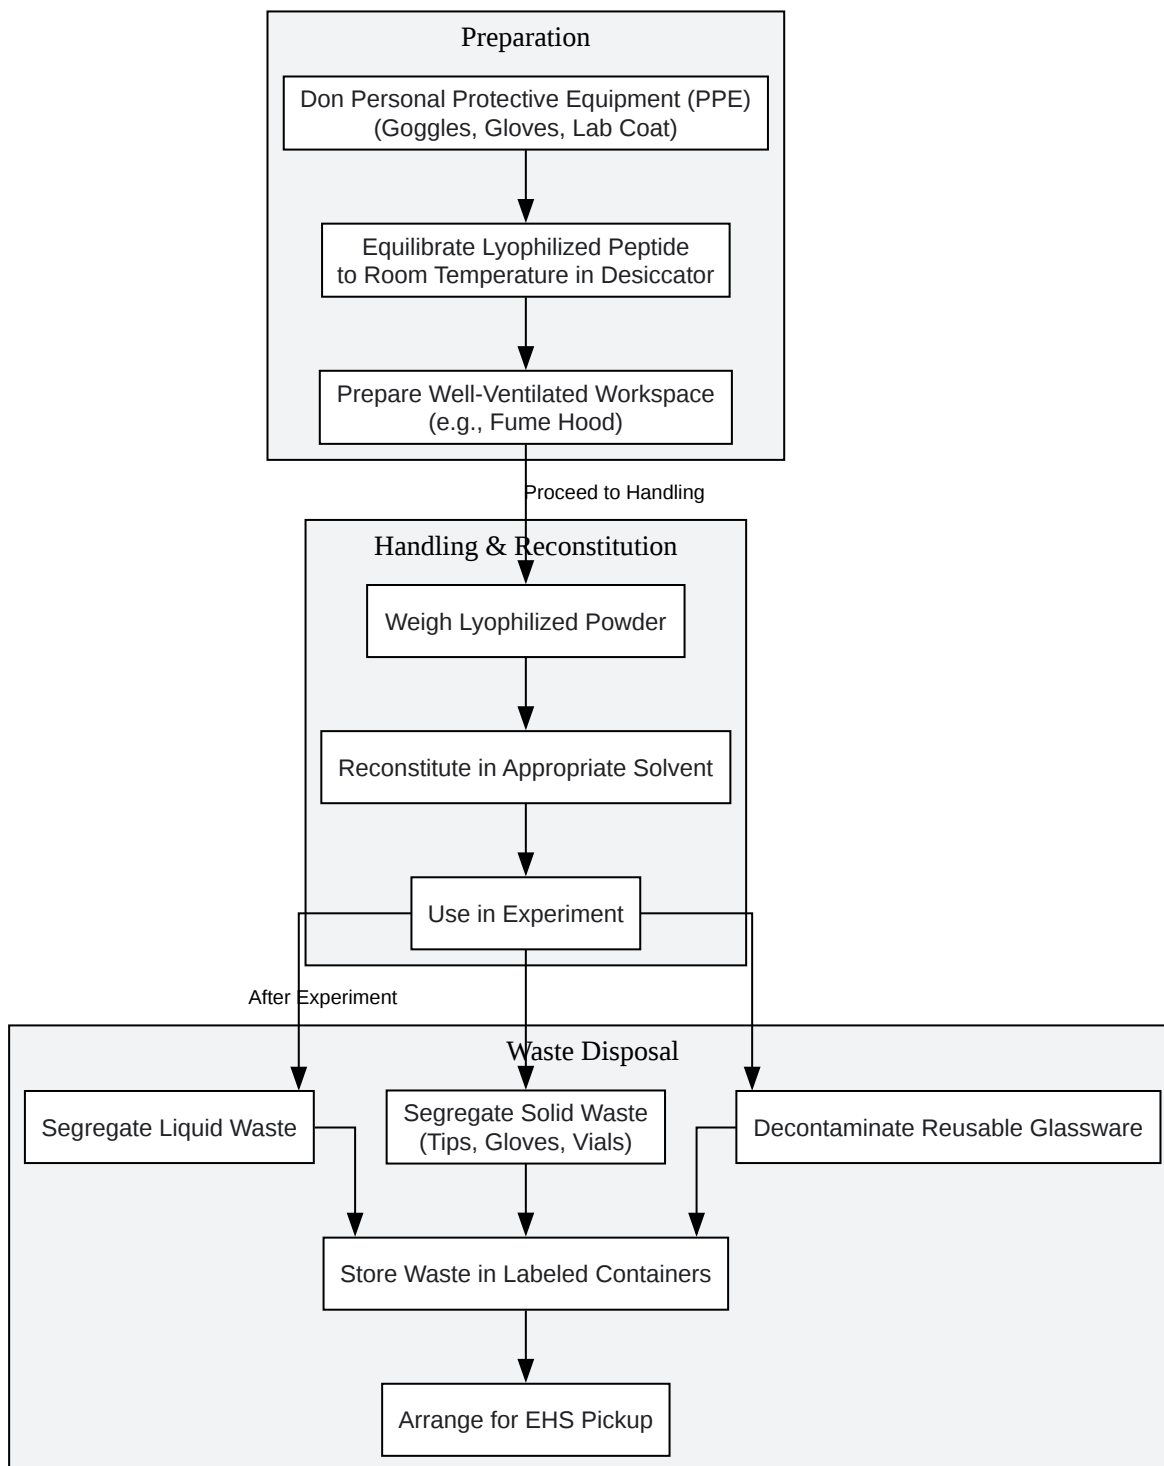 Preparation
Don Personal Protective Equipment (PPE)
(Goggles, Gloves, Lab Coat)
Equilibrate Lyophilized Peptide
to Room Temperature in Desiccator
Prepare Well-Ventilated Workspace
(e.g., Fume Hood)
Proceed to Handling
Handling & Reconstitution
Weigh Lyophilized Powder
Reconstitute in Appropriate Solvent
Use in Experiment
After Experiment
Waste Disposal
Segregate Liquid Waste
Segregate Solid Waste
(Tips, Gloves, Vials)
Decontaminate Reusable Glassware
Store Waste in Labeled Containers
Arrange for EHS Pickup